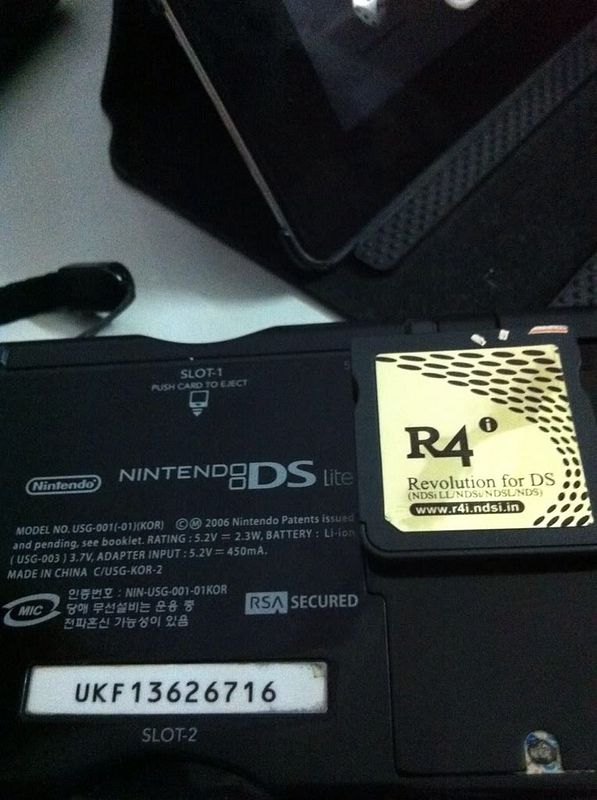 SLOT-1
PUSH CARD TO EJECT
Nintendo
NINTENDO DS Lite
MODEL NO. USG-001(-01)(KOR) ©Ⓜ 2006 Nintendo Patents issued
and pending, see booklet. RATING : 5.2V ⎓ 2.3W, BATTERY : Li-ion
( USG-003 ) 3.7V, ADAPTER INPUT : 5.2V ⎓ 450mA.
MADE IN CHINA C/USG-KOR-2
MIC
인증번호 : NIN-USG-001-01KOR
당해 무선설비는 운용 중
전파혼신 가능성이 있음
RSA SECURED
UKF13626716
SLOT-2
R4 i
Revolution for DS
(NDSi LL/NDSi/NDSL/NDS)
www.r4i.ndsi.in